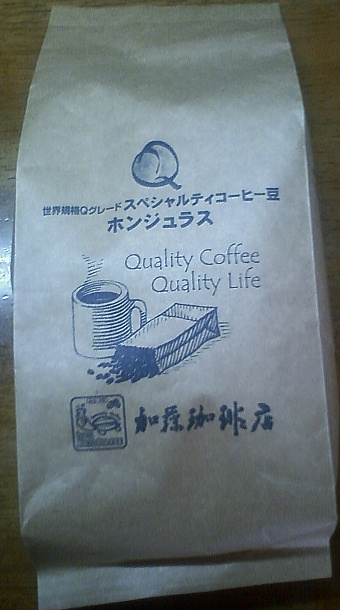 世界規格Qグレードスペシャルティコーヒー豆
ホンジュラス
Quality Coffee
Quality Life
加藤珈琲店